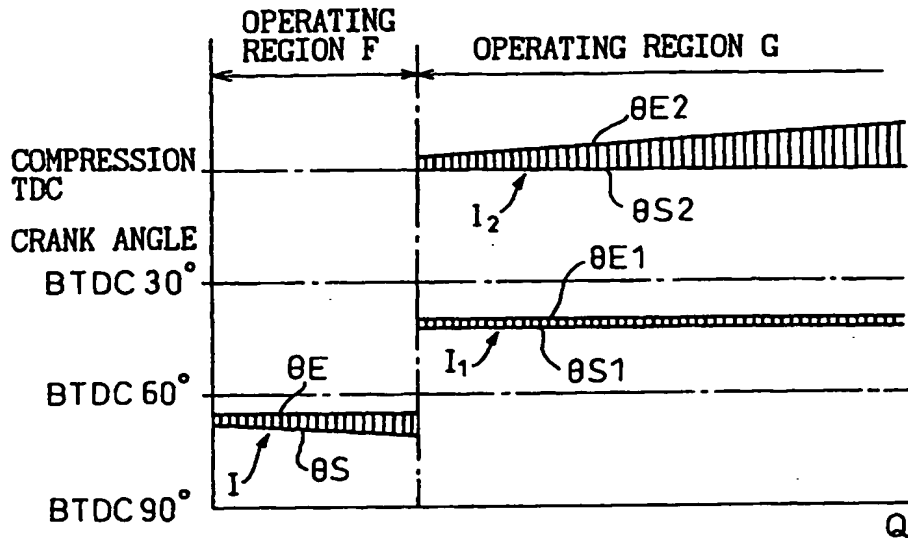 OPERATING
REGION F
OPERATING REGION G
θE2
COMPRESSION
TDC
I₂
θS2
CRANK ANGLE
θE1
BTDC 30°
I₁
θS1
BTDC 60°
θE
I
θS
BTDC 90°
Q